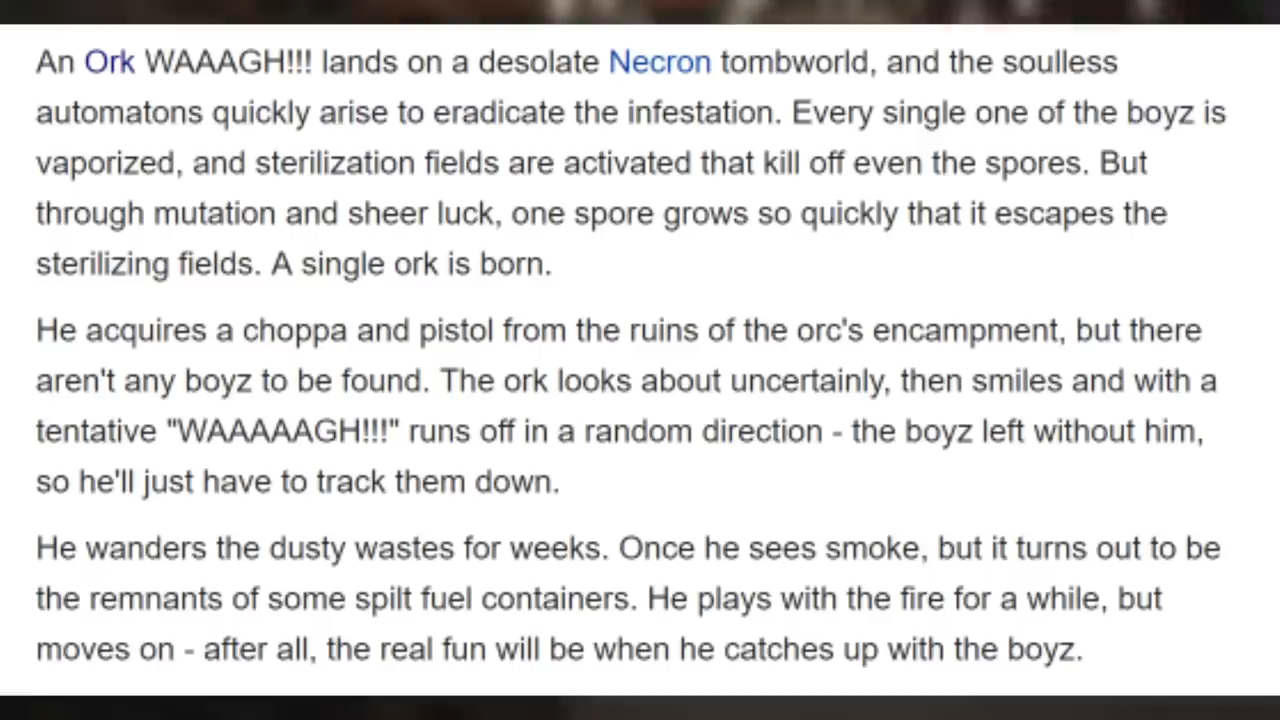 An Ork WAAAGH!!! lands on a desolate Necron tombworld, and the soulless
automatons quickly arise to eradicate the infestation. Every single one of the boyz is
vaporized, and sterilization fields are activated that kill off even the spores. But
through mutation and sheer luck, one spore grows so quickly that it escapes the
sterilizing fields. A single ork is born.
He acquires a choppa and pistol from the ruins of the orc's encampment, but there
aren't any boyz to be found. The ork looks about uncertainly, then smiles and with a
tentative "WAAAAAGH!!!" runs off in a random direction - the boyz left without him,
so he'll just have to track them down.
He wanders the dusty wastes for weeks. Once he sees smoke, but it turns out to be
the remnants of some spilt fuel containers. He plays with the fire for a while, but
moves on - after all, the real fun will be when he catches up with the boyz.